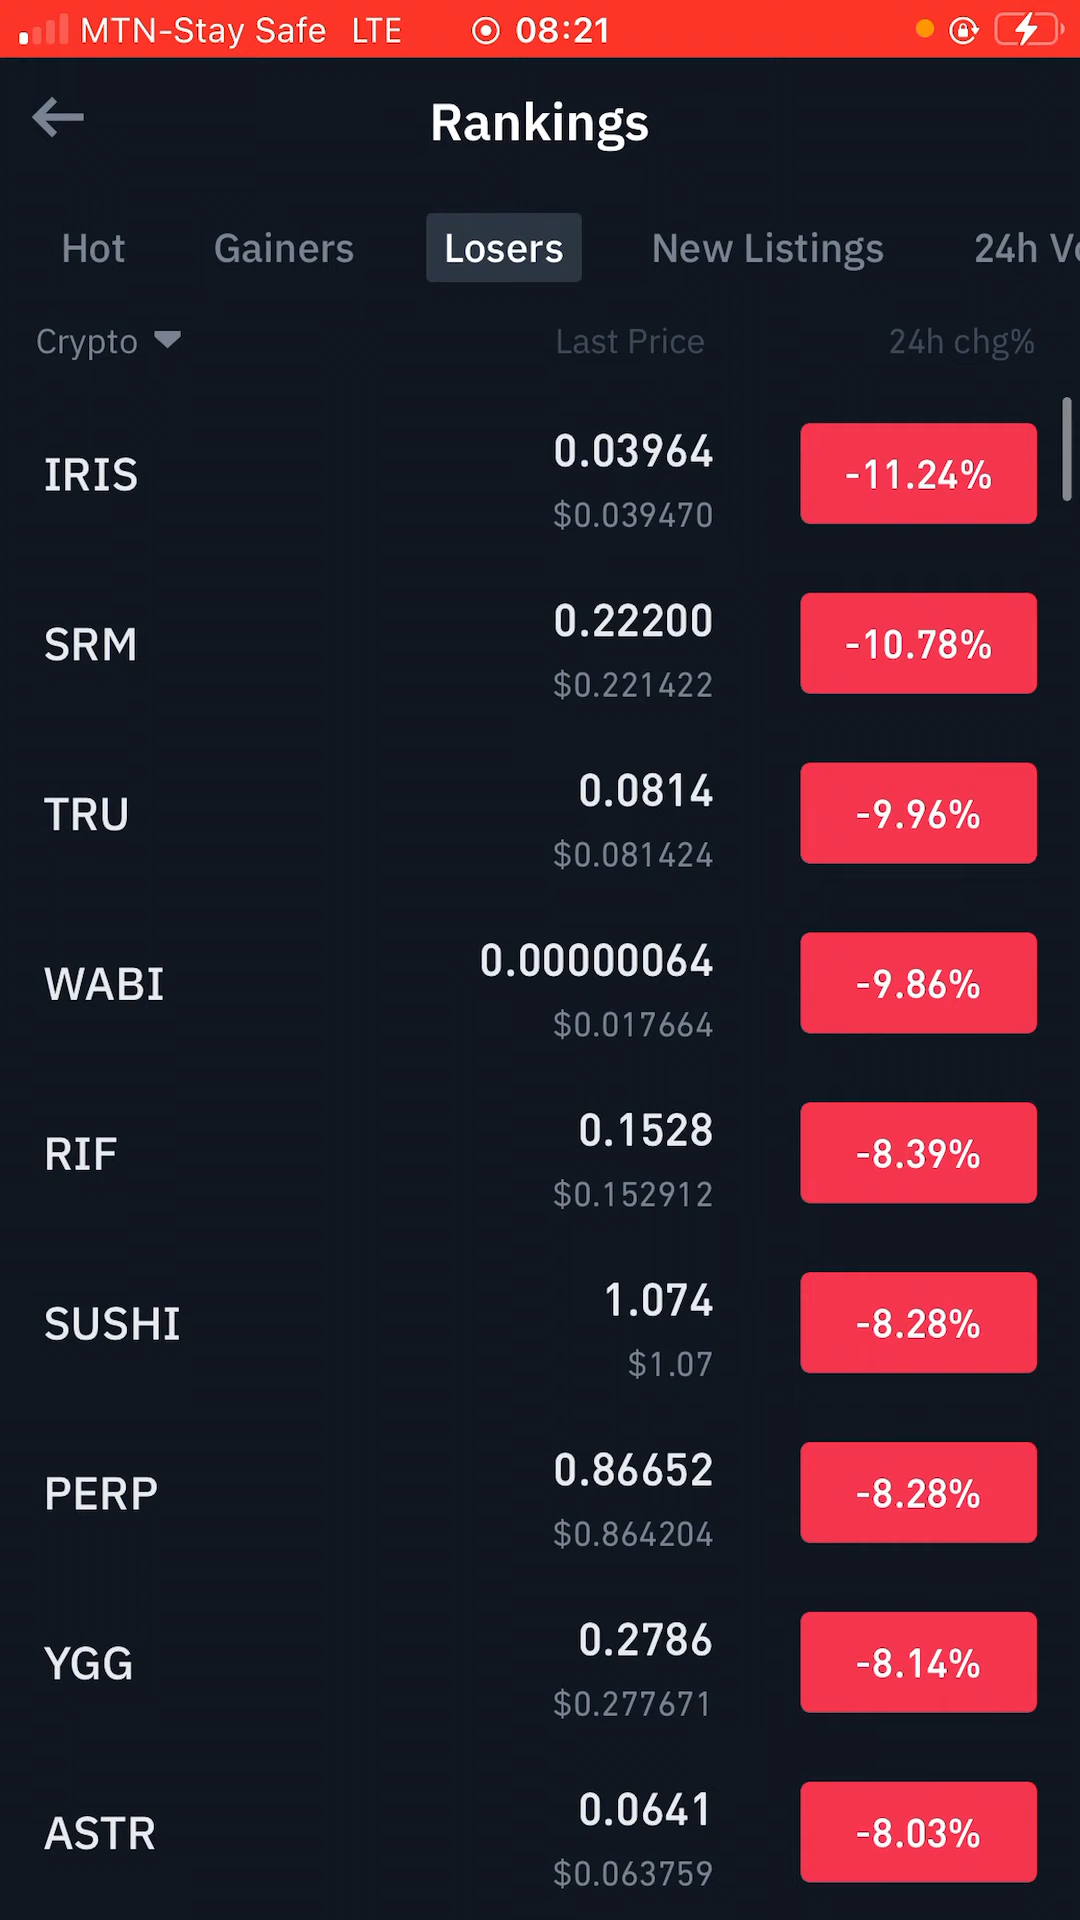 MTN-Stay Safe LTE 08:21
Rankings
Hot Gainers Losers New Listings 24h
Crypto Last Price 24h chg%
IRIS 0.03964 -11.24%
$0.039470
SRM 0.22200 -10.78%
$0.221422
TRU 0.0814 -9.96%
$0.081424
WABI 0.00000064 -9.86%
$0.017664
RIF 0.1528 -8.39%
$0.152912
SUSHI 1.074 -8.28%
$1.07
PERP 0.86652 -8.28%
$0.864204
YGG 0.2786 -8.14%
$0.277671
ASTR 0.0641 -8.03%
$0.063759